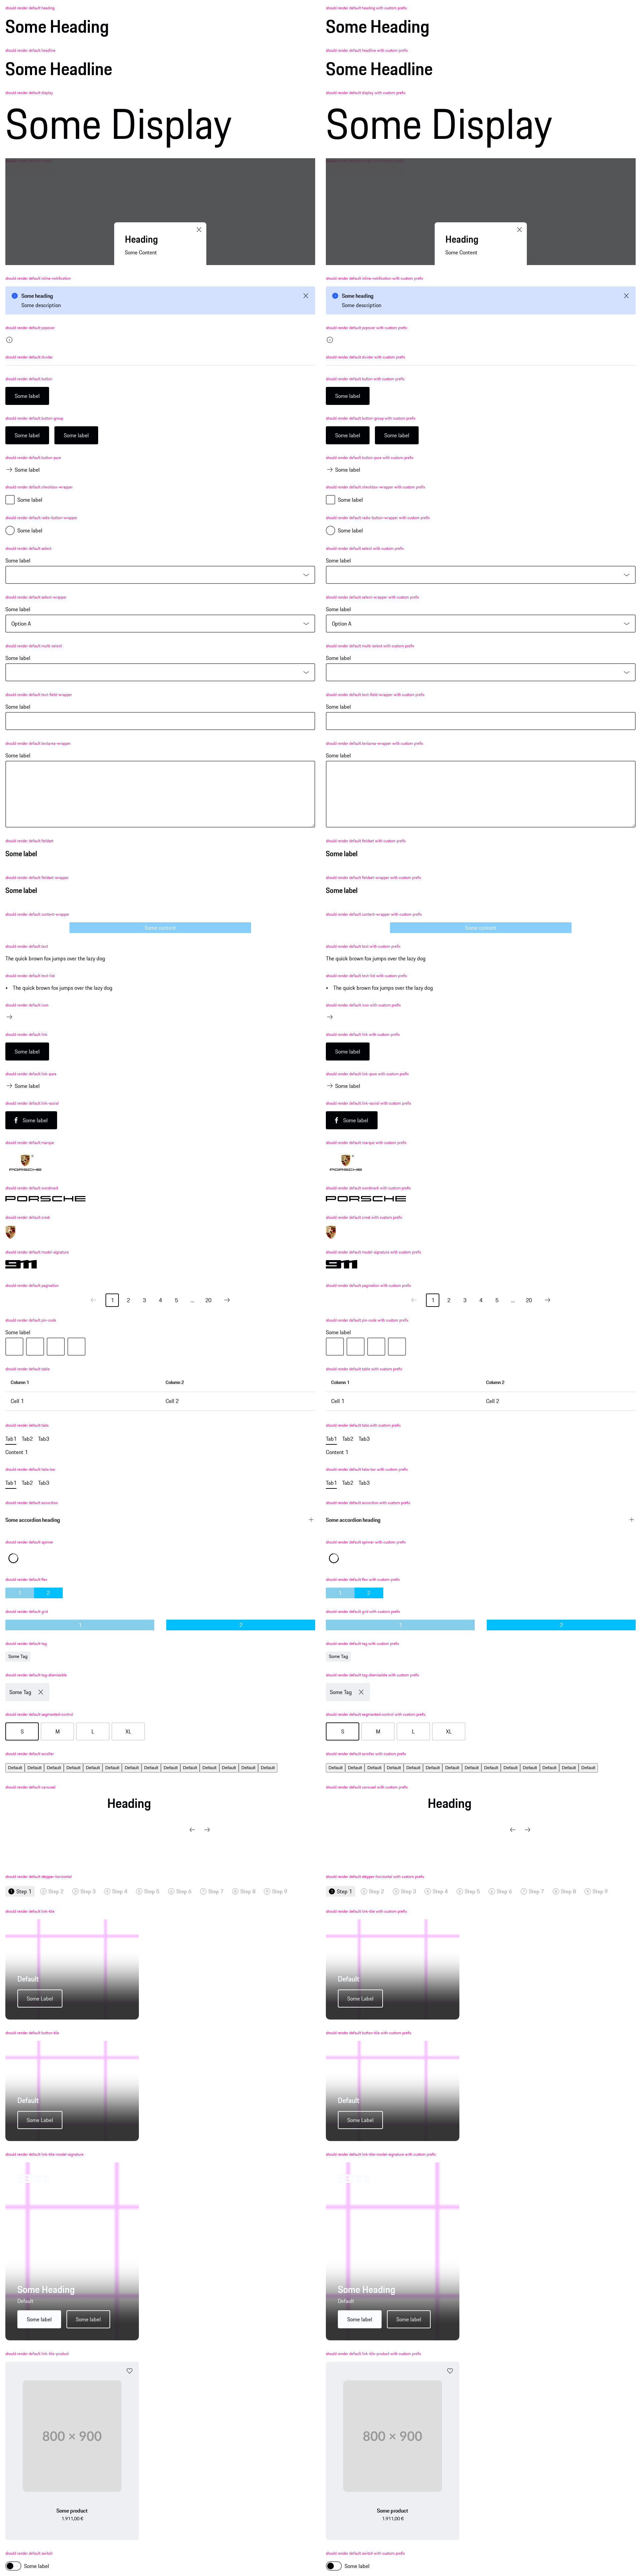 should render default heading
should render default heading with custom prefix
Some Heading
Some Heading
should render default headline
should render default headline with custom prefix
Some Headline
Some Headline
should render default display
should render default display with custom prefix
Some Display
Some Display
Heading
Some Content
Heading
Some Content
should render default inline-notification
should render default inline-notification with custom prefix
Some heading
Some description
Some heading
Some description
should render default popover
should render default popover with custom prefix
should render default divider
should render default divider with custom prefix
should render default button
should render default button with custom prefix
Some label
Some label
should render default button-group
should render default button-group with custom prefix
Some label Some label
Some label Some label
should render default button-pure
should render default button-pure with custom prefix
Some label
Some label
should render default checkbox-wrapper
should render default checkbox-wrapper with custom prefix
Some label
Some label
should render default radio-button-wrapper
should render default radio-button-wrapper with custom prefix
Some label
Some label
should render default select
should render default select with custom prefix
Some label
Some label
should render default select-wrapper
should render default select-wrapper with custom prefix
Some label
Some label
Option A
Option A
should render default multi-select
should render default multi-select with custom prefix
Some label
Some label
should render default text-field-wrapper
should render default text-field-wrapper with custom prefix
Some label
Some label
should render default textarea-wrapper
should render default textarea-wrapper with custom prefix
Some label
Some label
should render default fieldset
should render default fieldset with custom prefix
Some label
Some label
should render default fieldset-wrapper
should render default fieldset-wrapper with custom prefix
Some label
Some label
should render default content-wrapper
should render default content-wrapper with custom prefix
Some content
Some content
should render default text
should render default text with custom prefix
The quick brown fox jumps over the lazy dog
The quick brown fox jumps over the lazy dog
should render default text-list
should render default text-list with custom prefix
• The quick brown fox jumps over the lazy dog
• The quick brown fox jumps over the lazy dog
should render default icon
should render default icon with custom prefix
should render default link
should render default link with custom prefix
Some label
Some label
should render default link-pure
should render default link-pure with custom prefix
Some label
Some label
should render default link-social
should render default link-social with custom prefix
Some label
Some label
should render default marque
should render default marque with custom prefix
PORSCHE
PORSCHE
should render default wordmark
should render default wordmark with custom prefix
PORSCHE
PORSCHE
should render default crest
should render default crest with custom prefix
should render default model-signature
should render default model-signature with custom prefix
911
911
should render default pagination
should render default pagination with custom prefix
1 2 3 4 5 ... 20
1 2 3 4 5 ... 20
should render default pin-code
should render default pin-code with custom prefix
Some label
Some label
should render default table
should render default table with custom prefix
Column 1 Column 2
Column 1 Column 2
Cell 1 Cell 2
Cell 1 Cell 2
should render default tabs
should render default tabs with custom prefix
Tab1 Tab2 Tab3
Tab1 Tab2 Tab3
Content 1
Content 1
should render default tabs-bar
should render default tabs-bar with custom prefix
Tab1 Tab2 Tab3
Tab1 Tab2 Tab3
should render default accordion
should render default accordion with custom prefix
Some accordion heading
Some accordion heading
should render default spinner
should render default spinner with custom prefix
should render default flex
should render default flex with custom prefix
1 2
1 2
should render default grid
should render default grid with custom prefix
1 2
1 2
should render default tag
should render default tag with custom prefix
Some Tag
Some Tag
should render default tag-dismissible
should render default tag-dismissible with custom prefix
Some Tag
Some Tag
should render default segmented-control
should render default segmented-control with custom prefix
S M L XL
S M L XL
should render default scroller
should render default scroller with custom prefix
Default Default Default Default Default Default Default Default Default Default Default Default Default Default
Default Default Default Default Default Default Default Default Default Default Default Default Default Default
should render default carousel
should render default carousel with custom prefix
Heading
Heading
should render default stepper-horizontal
should render default stepper-horizontal with custom prefix
1 Step 1 2 Step 2 3 Step 3 4 Step 4 5 Step 5 6 Step 6 7 Step 7 8 Step 8 9 Step 9
1 Step 1 2 Step 2 3 Step 3 4 Step 4 5 Step 5 6 Step 6 7 Step 7 8 Step 8 9 Step 9
should render default link-tile
should render default link-tile with custom prefix
Default
Default
Some Label
Some Label
should render default button-tile
should render default button-tile with custom prefix
Default
Default
Some Label
Some Label
should render default link-tile-model-signature
should render default link-tile-model-signature with custom prefix
Some Heading
Some Heading
Default
Default
Some label Some label
Some label Some label
should render default link-tile-product
should render default link-tile-product with custom prefix
800 × 900
800 × 900
Some product
Some product
1.911,00 €
1.911,00 €
should render default switch
should render default switch with custom prefix
Some label
Some label